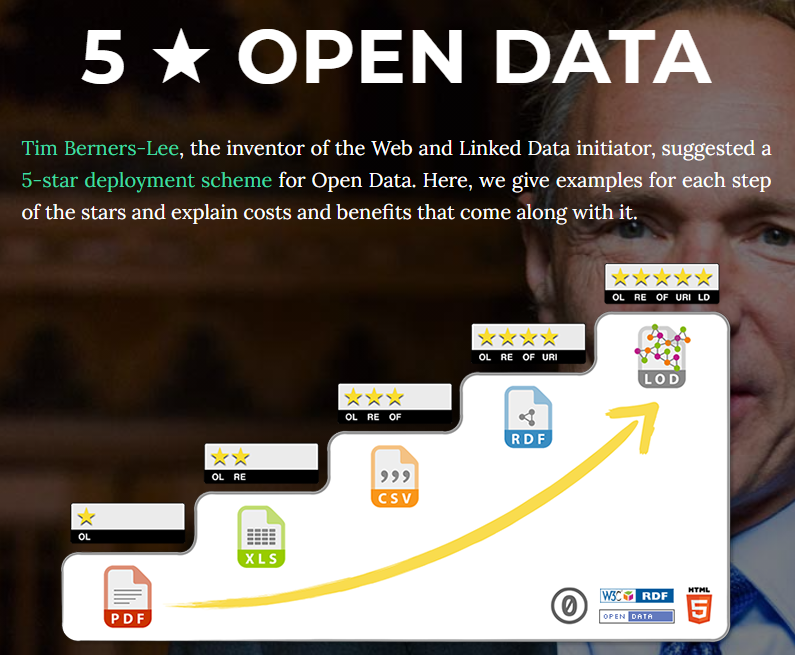 5 ★ OPEN DATA
Tim Berners-Lee, the inventor of the Web and Linked Data initiator, suggested a
5-star deployment scheme for Open Data. Here, we give examples for each step
of the stars and explain costs and benefits that come along with it.
OL RE OF URI LD
LOD
OL RE OF URI
RDF
OL RE OF
CSV
OL RE
XLS
OL
PDF
0
W3C RDF
OPEN DATA
HTML
5